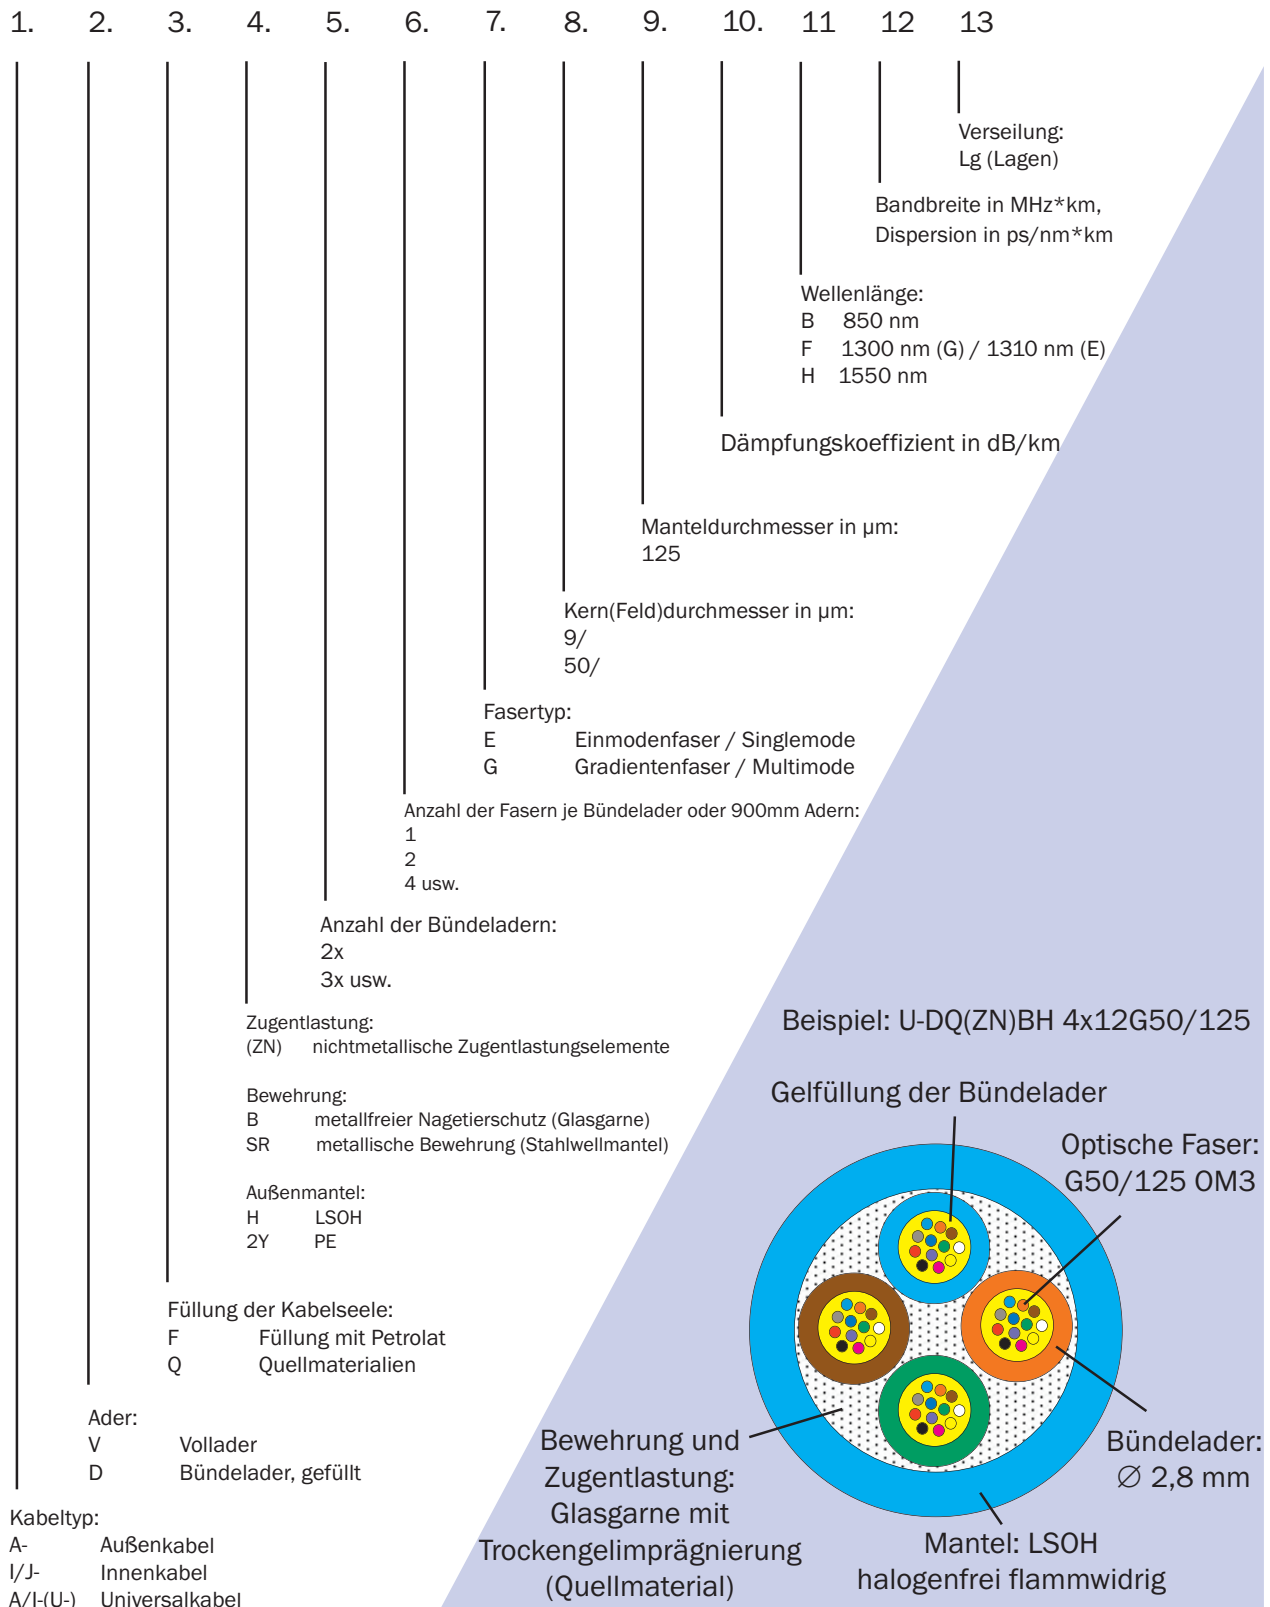 1. 2. 3. 4. 5. 6. 7. 8. 9. 10. 11 12 13
Verseilung:
Lg (Lagen)
Bandbreite in MHz*km,
Dispersion in ps/nm*km
Wellenlänge:
B 850 nm
F 1300 nm (G) / 1310 nm (E)
H 1550 nm
Dämpfungskoeffizient in dB/km
Manteldurchmesser in µm:
125
Kern(Feld)durchmesser in µm:
9/
50/
Fasertyp:
E Einmodenfaser / Singlemode
G Gradientenfaser / Multimode
Anzahl der Fasern je Bündelader oder 900mm Adern:
1
2
4 usw.
Anzahl der Bündeladern:
2x
3x usw.
Zugentlastung:
(ZN) nichtmetallische Zugentlastungselemente
Bewehrung:
B metallfreier Nagetierschutz (Glasgarne)
SR metallische Bewehrung (Stahlwellmantel)
Außenmantel:
H LSOH
2Y PE
Füllung der Kabelseele:
F Füllung mit Petrolat
Q Quellmaterialien
Ader:
V Vollader
D Bündelader, gefüllt
Kabeltyp:
A- Außenkabel
I/J- Innenkabel
A/I-(U-) Universalkabel
Beispiel: U-DQ(ZN)BH 4x12G50/125
Gelfüllung der Bündelader
Optische Faser:
G50/125 OM3
Bündelader:
∅ 2,8 mm
Bewehrung und
Zugentlastung:
Glasgarne mit
Trockengelimprägnierung
(Quellmaterial)
Mantel: LSOH
halogenfrei flammwidrig